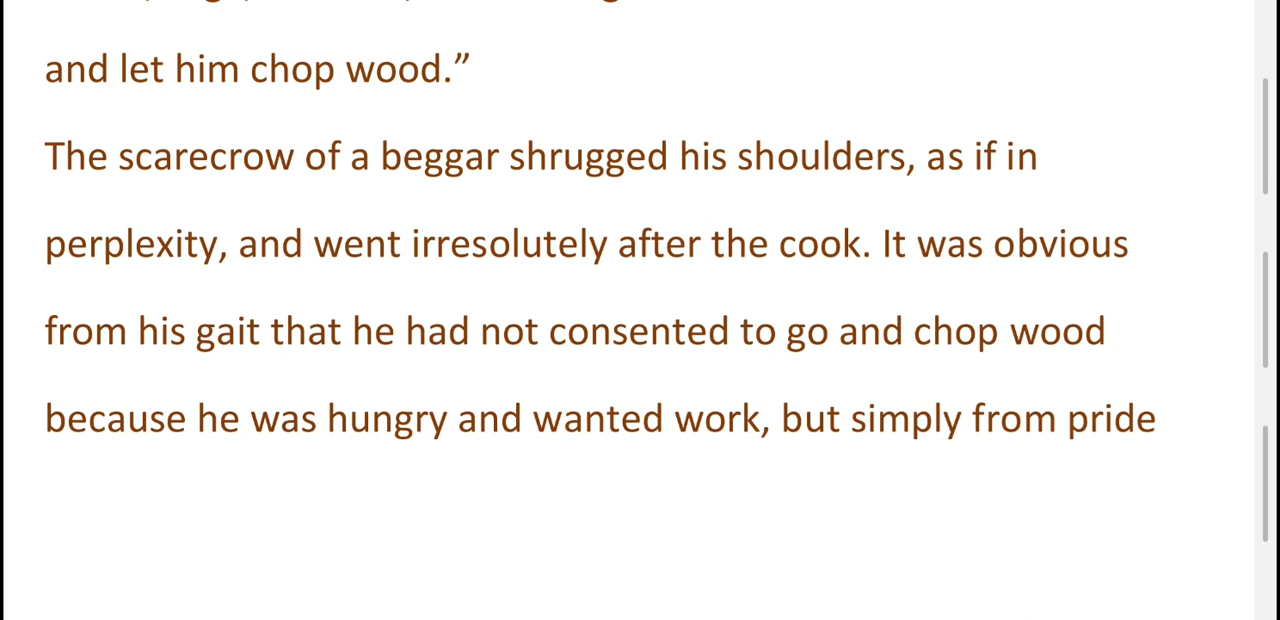 and let him chop wood.”
The scarecrow of a beggar shrugged his shoulders, as if in
perplexity, and went irresolutely after the cook. It was obvious
from his gait that he had not consented to go and chop wood
because he was hungry and wanted work, but simply from pride